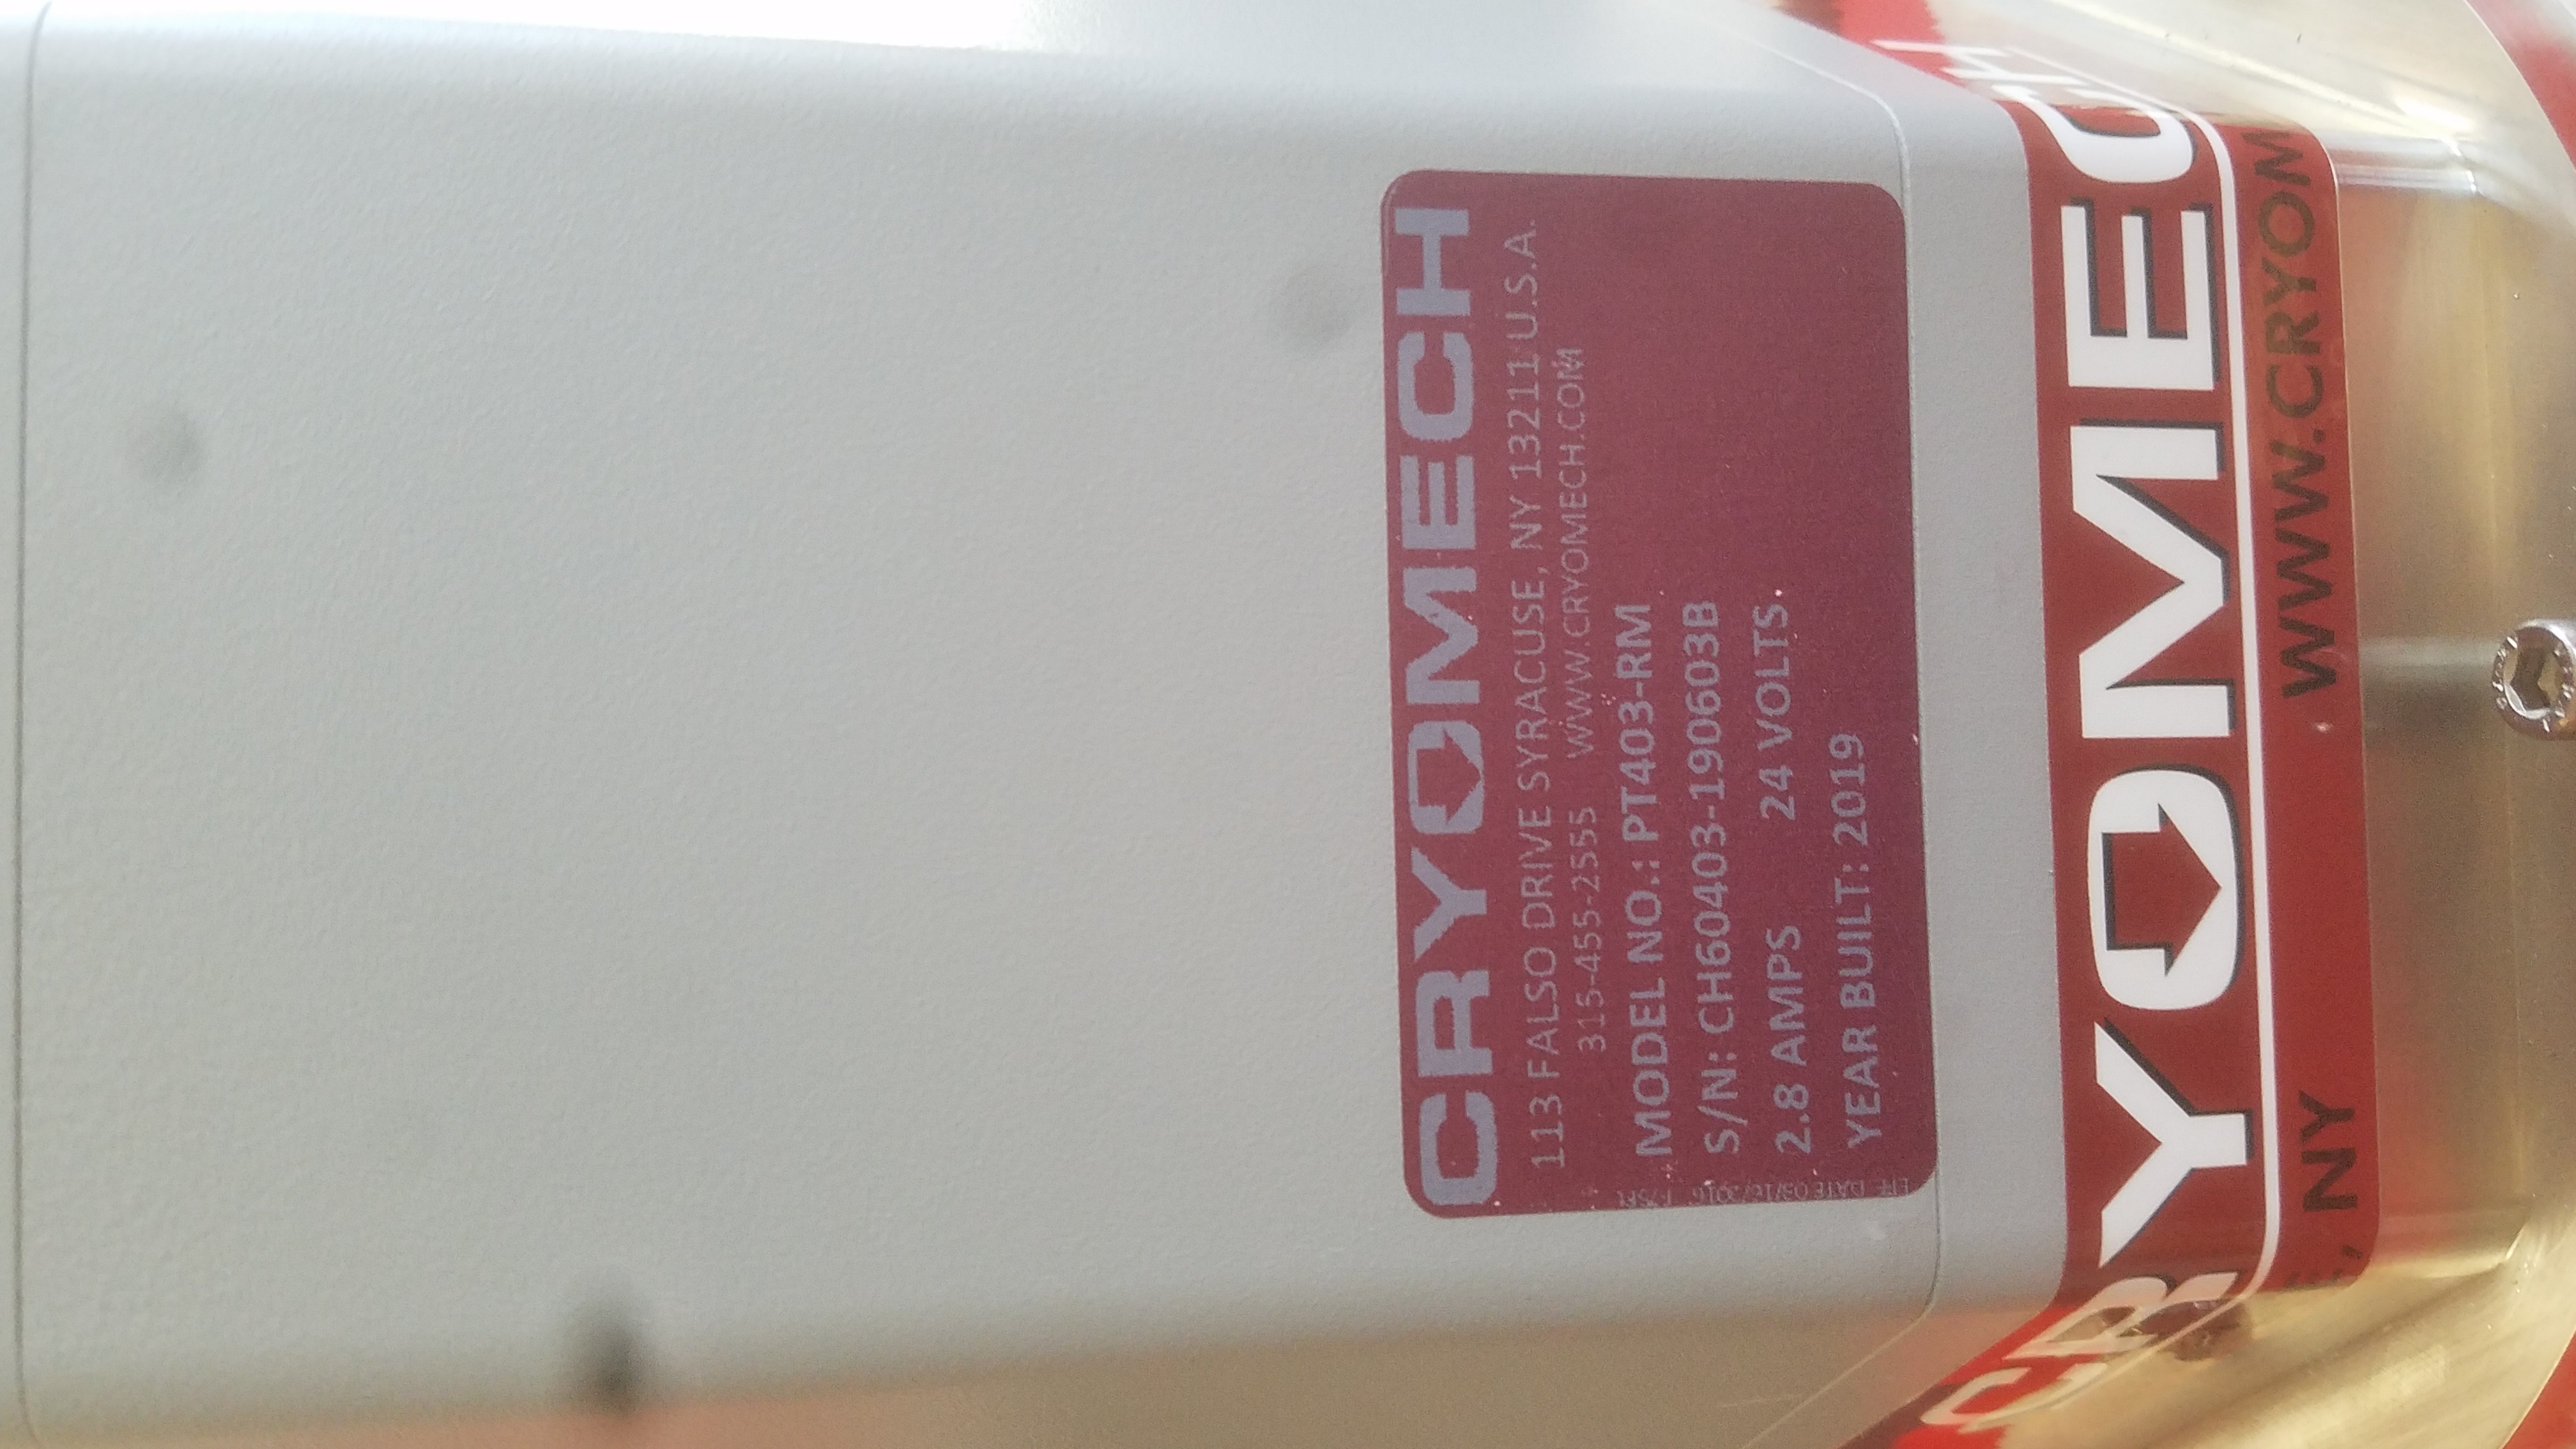 CRYOMECH
113 FALSO DRIVE SYRACUSE, NY 13211 U.S.A.
315-455-2555 WWW.CRYOMECH.COM
MODEL NO.: PT403-RM
S/N: CH60403-190603B
2.8 AMPS 24 VOLTS
YEAR BUILT: 2019
CRYOMECH
, NY WWW.CRYOM